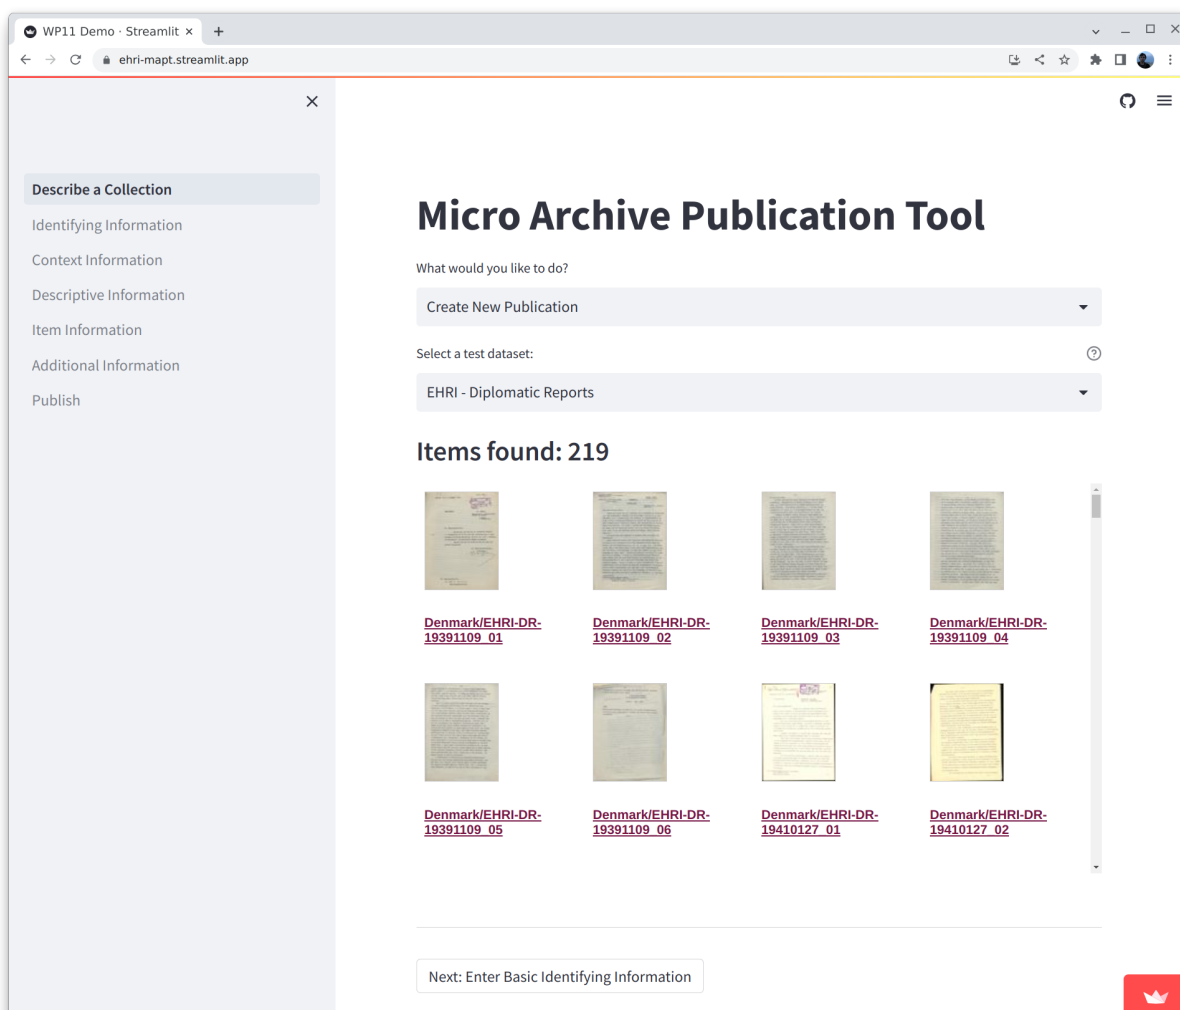 WP11 Demo · Streamlit
ehri-mapt.streamlit.app
Describe a Collection
Identifying Information
Context Information
Descriptive Information
Item Information
Additional Information
Publish
Micro Archive Publication Tool
What would you like to do?
Create New Publication
Select a test dataset:
EHRI - Diplomatic Reports
Items found: 219
Denmark/EHRI-DR-
19391109_01
Denmark/EHRI-DR-
19391109_02
Denmark/EHRI-DR-
19391109_03
Denmark/EHRI-DR-
19391109_04
Denmark/EHRI-DR-
19391109_05
Denmark/EHRI-DR-
19391109_06
Denmark/EHRI-DR-
19410127_01
Denmark/EHRI-DR-
19410127_02
Next: Enter Basic Identifying Information